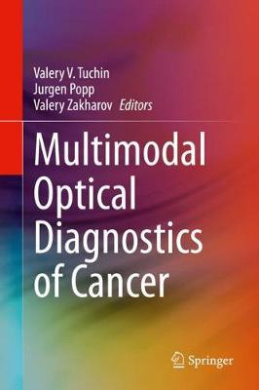 Valery V. Tuchin
Jurgen Popp
Valery Zakharov Editors
Multimodal
Optical
Diagnostics
of Cancer
Springer